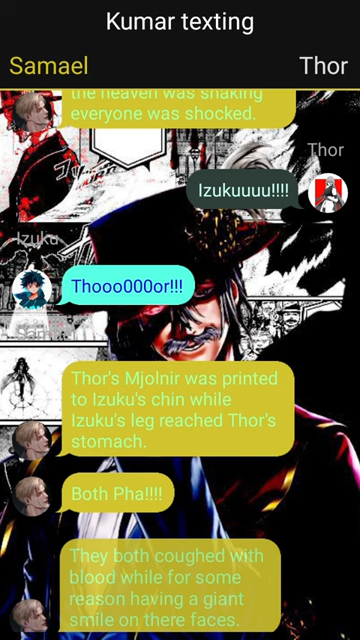 Kumar texting
Samael
Thor
the heaven was shaking
everyone was shocked.
Thor
Izukuuuu!!!!
Izuku
Thooo000or!!!
Sam
Thor's Mjolnir was printed
to Izuku's chin while
Izuku's leg reached Thor's
stomach.
Both Pha!!!!
They both coughed with
blood while for some
reason having a giant
smile on there faces.